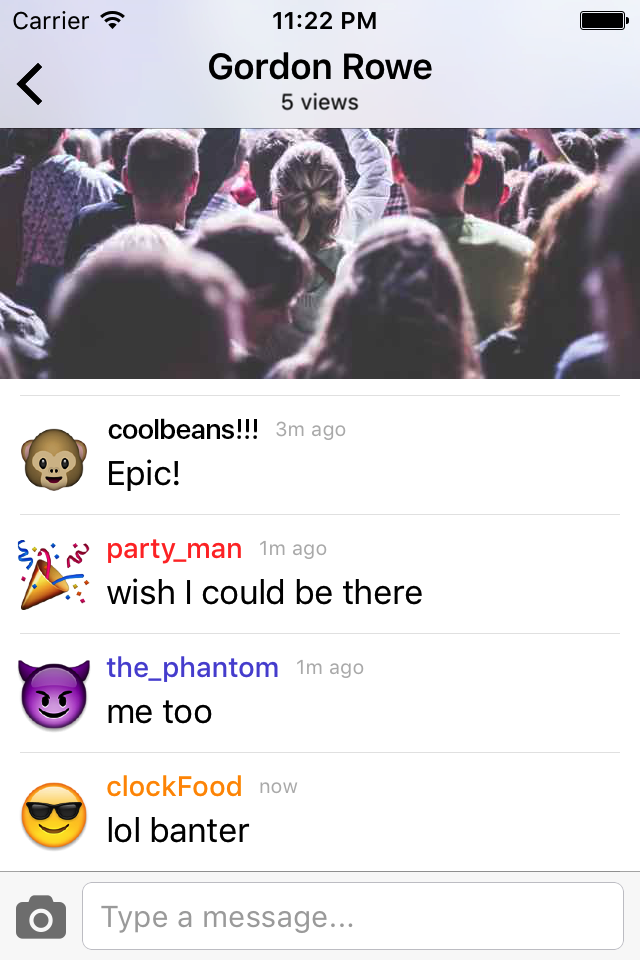 Carrier 11:22 PM
Gordon Rowe
5 views
coolbeans!!! 3m ago
Epic!
party_man 1m ago
wish I could be there
the_phantom 1m ago
me too
clockFood now
lol banter
Type a message...